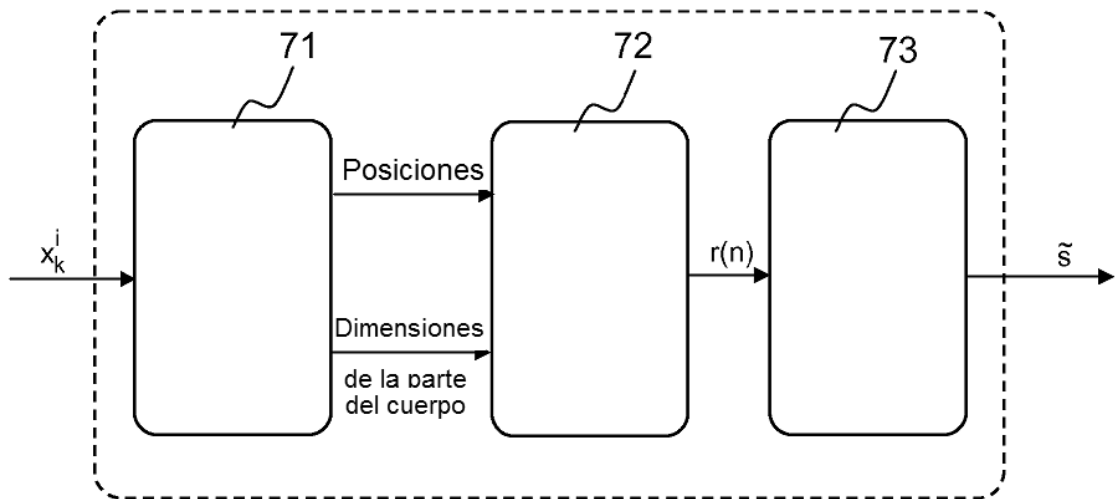 71
72
73
Posiciones
x_k^i
r(n)
s̃
Dimensiones
de la parte
del cuerpo